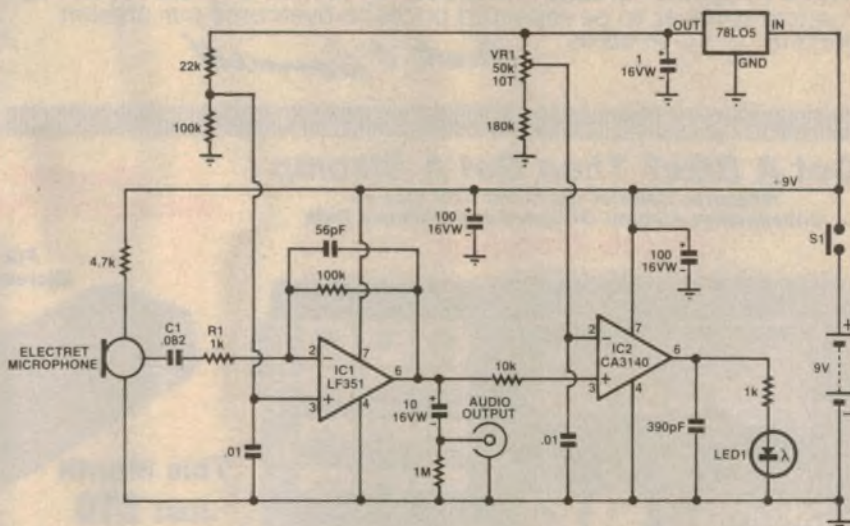 OUT
78LO5
IN
GND
22k
VR1
50k
10T
1
16VW
+
-
100k
180k
+9V
100
16VW
+
-
100
16VW
+
-
S1
56pF
100k
4.7k
C1
.082
R1
1k
ELECTRET
MICROPHONE
2
-
7
IC1
LF351
6
+
3
4
10k
2
-
7
IC2
CA3140
6
+
3
4
10
16VW
+
-
AUDIO
OUTPUT
.01
1M
.01
390pF
1k
LED1
λ
+
9V
-